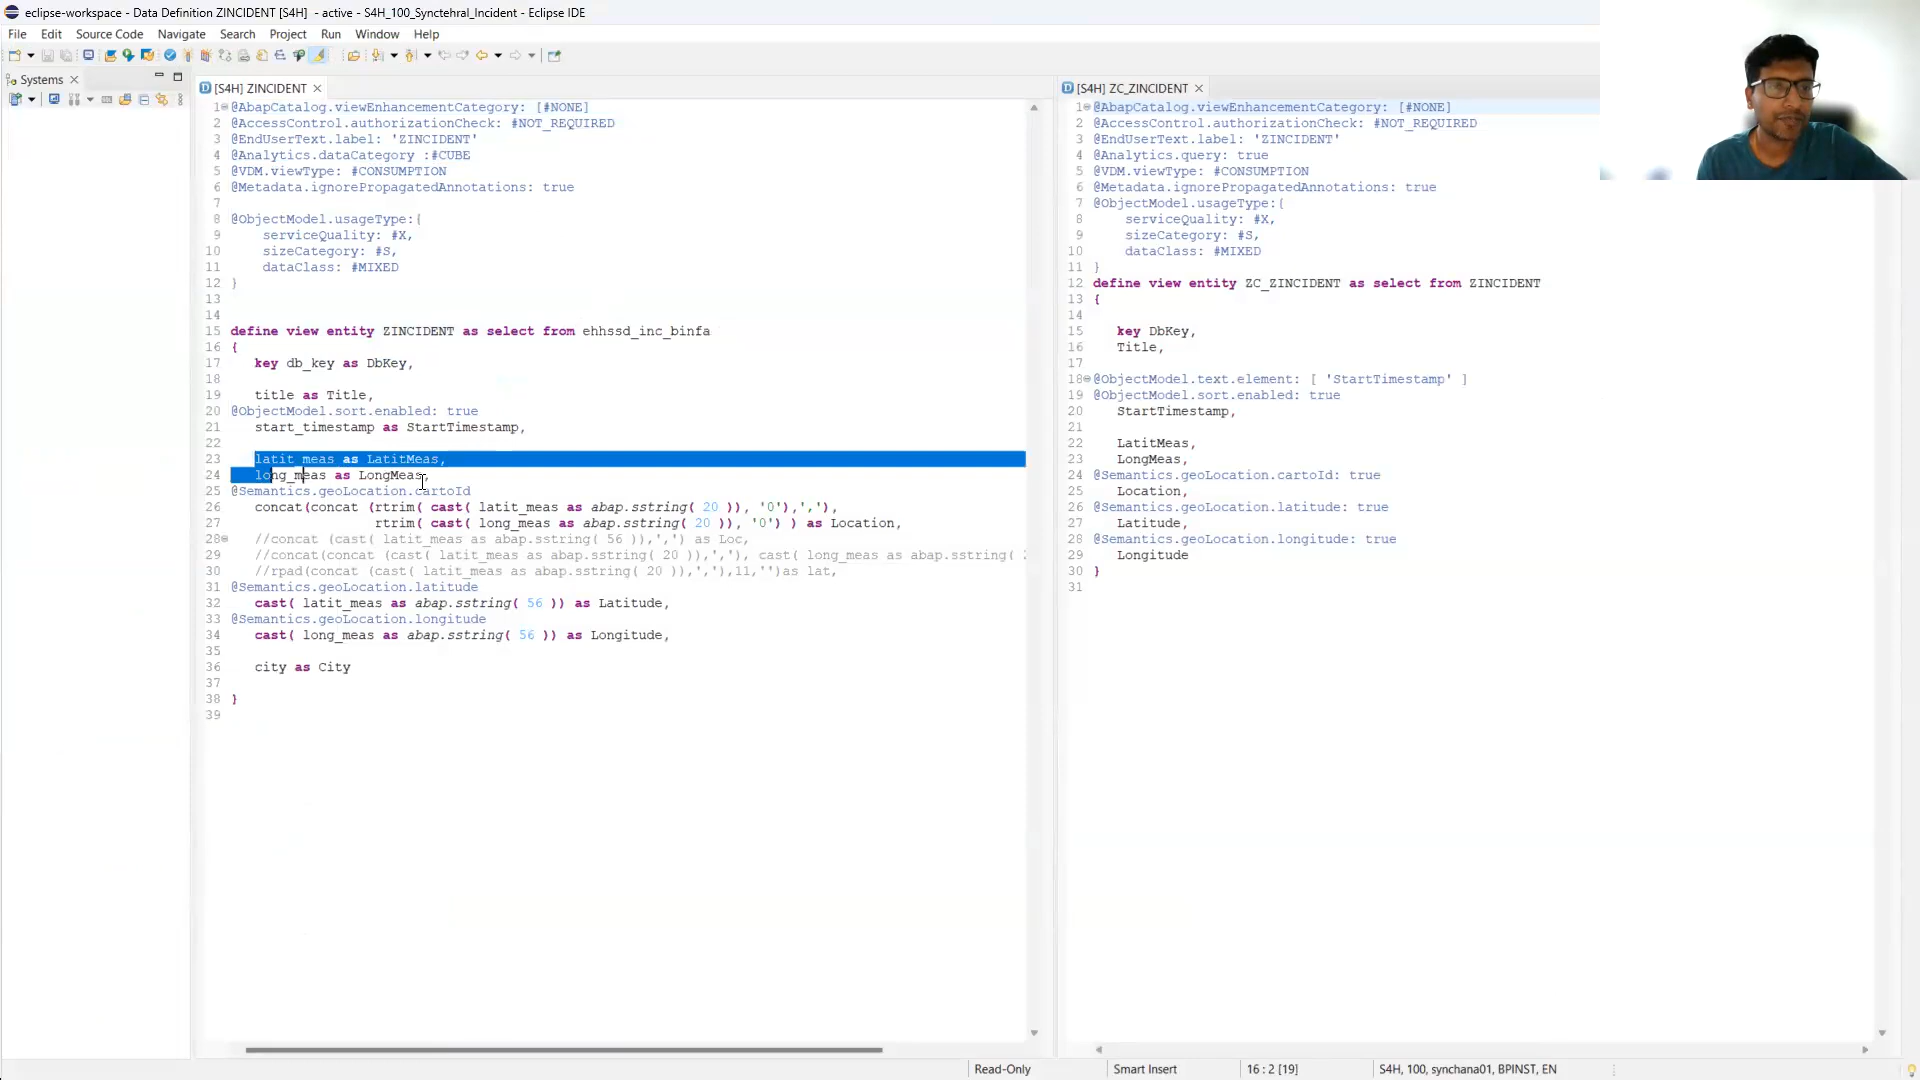 eclipse-workspace - Data Definition ZINCIDENT [S4H]  - active - S4H_100_Synctehral_Incident - Eclipse IDE
File Edit Source Code Navigate Search Project Run Window Help
Systems
[S4H] ZINCIDENT
1 @AbapCatalog.viewEnhancementCategory: [#NONE]
2 @AccessControl.authorizationCheck: #NOT_REQUIRED
3 @EndUserText.label: 'ZINCIDENT'
4 @Analytics.dataCategory :#CUBE
5 @VDM.viewType: #CONSUMPTION
6 @Metadata.ignorePropagatedAnnotations: true
7
8 @ObjectModel.usageType:{
9 serviceQuality: #X,
10 sizeCategory: #S,
11 dataClass: #MIXED
12 }
13
14
15 define view entity ZINCIDENT as select from ehhssd_inc_binfa
16 {
17 key db_key as DbKey,
18
19 title as Title,
20 @ObjectModel.sort.enabled: true
21 start_timestamp as StartTimestamp,
22
23 latit_meas as LatitMeas,
24 long_meas as LongMeas,
25 @Semantics.geoLocation.cartoId
26 concat(concat (rtrim( cast( latit_meas as abap.sstring( 20 )), '0'),','),
27 rtrim( cast( long_meas as abap.sstring( 20 )), '0') ) as Location,
28 //concat (cast( latit_meas as abap.sstring( 56 )),',') as Loc,
29 //concat(concat (cast( latit_meas as abap.sstring( 20 )),','), cast( long_meas as abap.sstring(
30 //rpad(concat (cast( latit_meas as abap.sstring( 20 )),','),11,'')as lat,
31 @Semantics.geoLocation.latitude
32 cast( latit_meas as abap.sstring( 56 )) as Latitude,
33 @Semantics.geoLocation.longitude
34 cast( long_meas as abap.sstring( 56 )) as Longitude,
35
36 city as City
37
38 }
39
[S4H] ZC_ZINCIDENT
1 @AbapCatalog.viewEnhancementCategory: [#NONE]
2 @AccessControl.authorizationCheck: #NOT_REQUIRED
3 @EndUserText.label: 'ZINCIDENT'
4 @Analytics.query: true
5 @VDM.viewType: #CONSUMPTION
6 @Metadata.ignorePropagatedAnnotations: true
7 @ObjectModel.usageType:{
8 serviceQuality: #X,
9 sizeCategory: #S,
10 dataClass: #MIXED
11 }
12 define view entity ZC_ZINCIDENT as select from ZINCIDENT
13 {
14
15 key DbKey,
16 Title,
17
18 @ObjectModel.text.element: [ 'StartTimestamp' ]
19 @ObjectModel.sort.enabled: true
20 StartTimestamp,
21
22 LatitMeas,
23 LongMeas,
24 @Semantics.geoLocation.cartoId: true
25 Location,
26 @Semantics.geoLocation.latitude: true
27 Latitude,
28 @Semantics.geoLocation.longitude: true
29 Longitude
30 }
31
Read-Only Smart Insert 16 : 2 [19] S4H, 100, synchana01, BPINST, EN